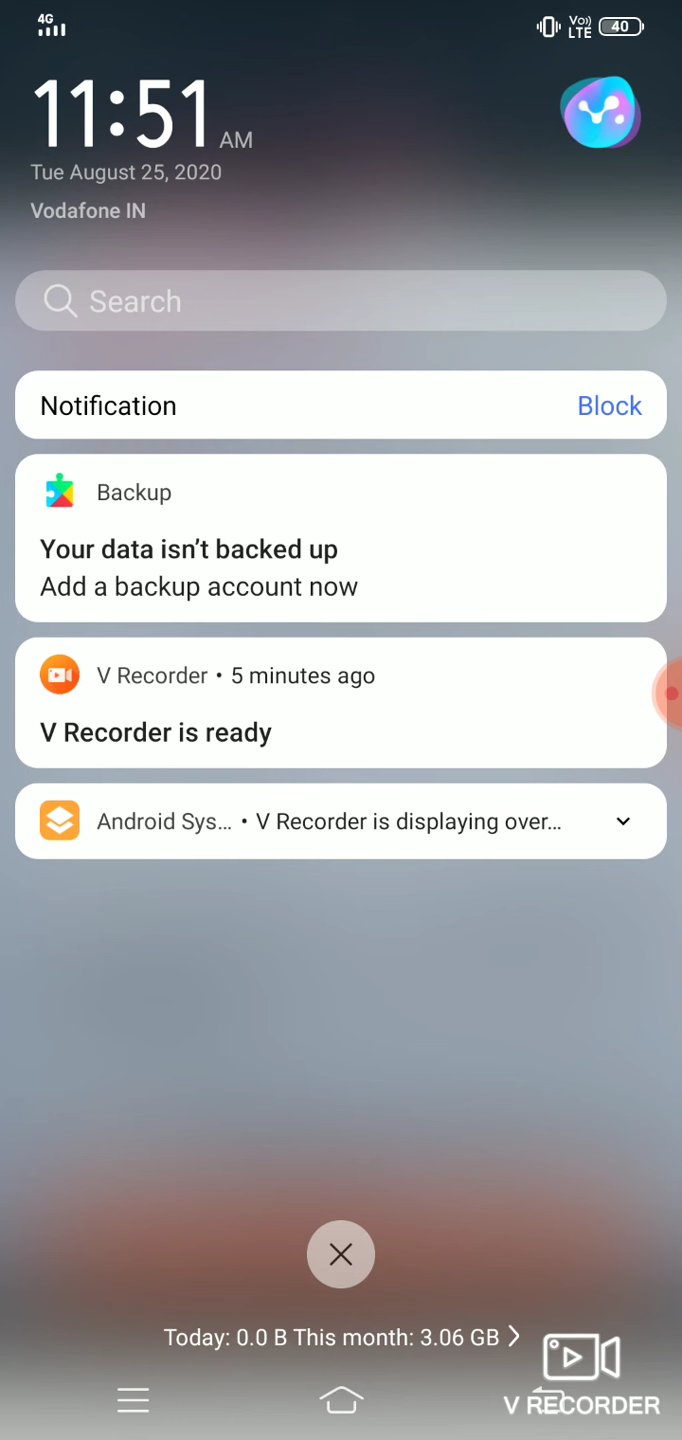 4G
Vo))
LTE
40
11:51 AM
Tue August 25, 2020
Vodafone IN
Search
Notification Block
Backup
Your data isn't backed up
Add a backup account now
V Recorder • 5 minutes ago
V Recorder is ready
Android Sys... • V Recorder is displaying over...
Today: 0.0 B This month: 3.06 GB
V RECORDER